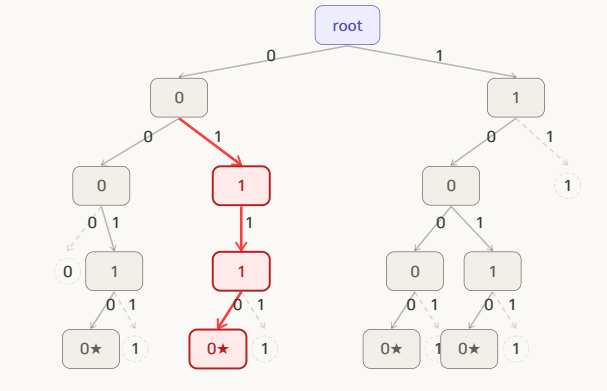 root
0 1
0 1
0 1 0 1
0 0 1 0 1
0 1 1 0 1
0 1 1 0 1
0 1 0 1 0 1 0 1
0★ 1 0★ 1 0★ 1 0★ 1